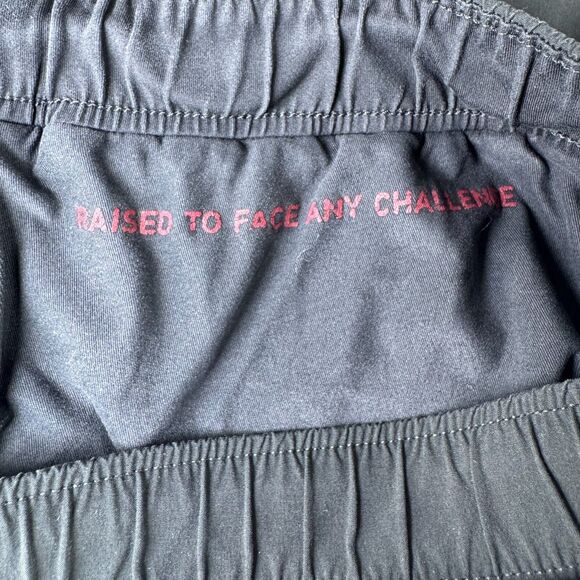 RAISED TO FACE ANY CHALLENGE